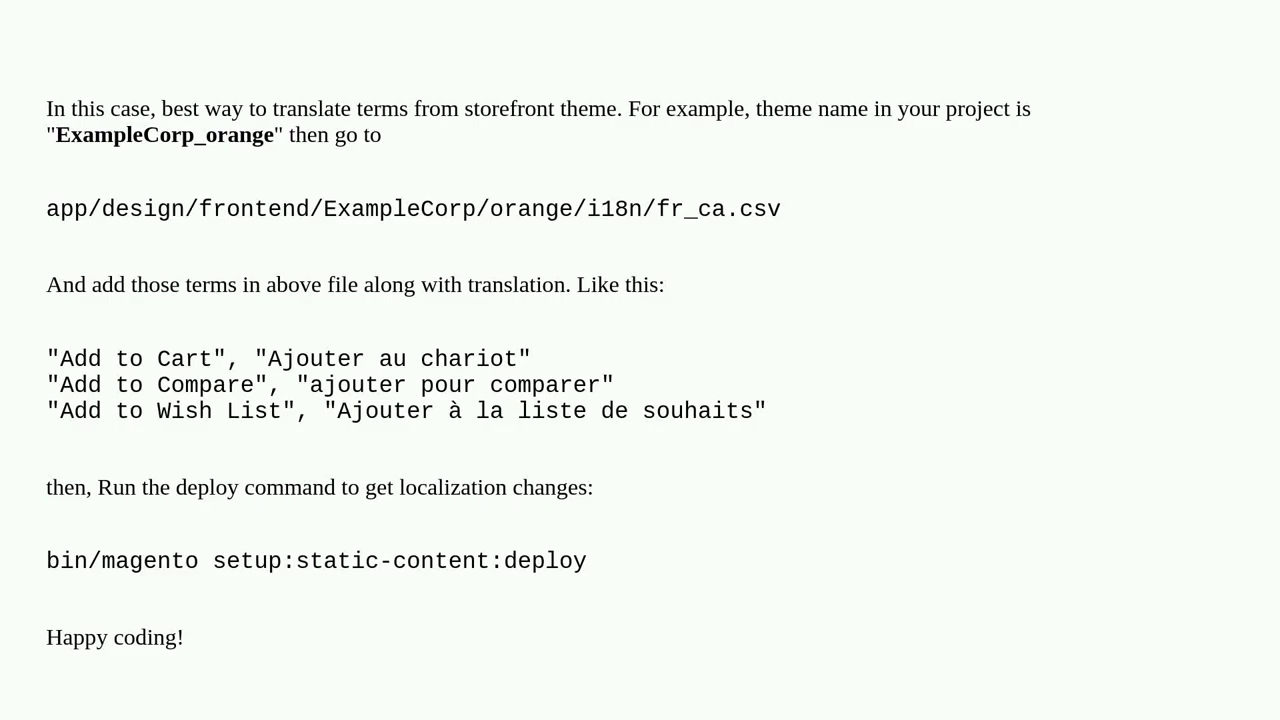 In this case, best way to translate terms from storefront theme. For example, theme name in your project is
"ExampleCorp_orange" then go to
app/design/frontend/ExampleCorp/orange/i18n/fr_ca.csv
And add those terms in above file along with translation. Like this:
"Add to Cart", "Ajouter au chariot"
"Add to Compare", "ajouter pour comparer"
"Add to Wish List", "Ajouter à la liste de souhaits"
then, Run the deploy command to get localization changes:
bin/magento setup:static-content:deploy
Happy coding!